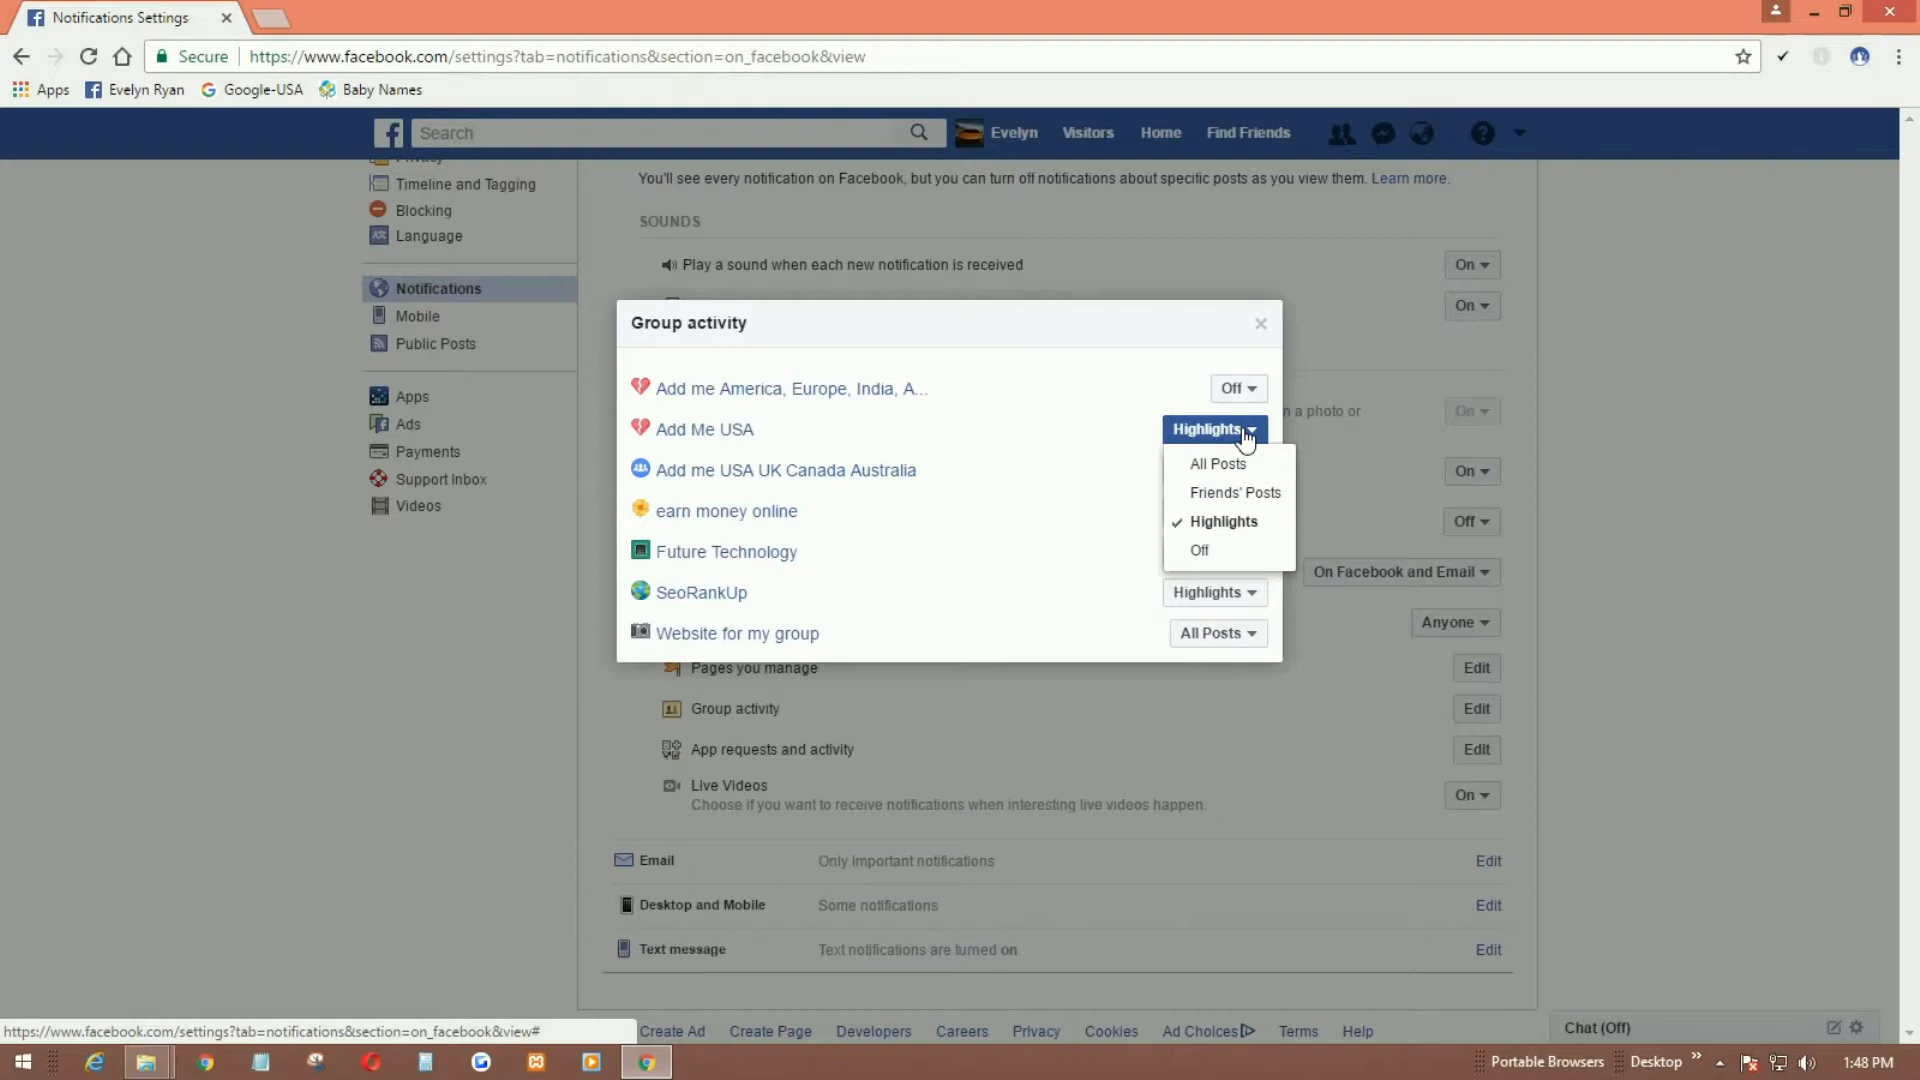 Notifications Settings
Secure https://www.facebook.com/settings?tab=notifications&section=on_facebook&view
Apps Evelyn Ryan Google-USA Baby Names
Search Evelyn Visitors Home Find Friends
Privacy
Timeline and Tagging
Blocking
Language
Notifications
Mobile
Public Posts
Apps
Ads
Payments
Support Inbox
Videos
You'll see every notification on Facebook, but you can turn off notifications about specific posts as you view them. Learn more.
SOUNDS
Play a sound when each new notification is received On
On
Group activity
Add me America, Europe, India, A... Off
Add Me USA Highlights
Add me USA UK Canada Australia
earn money online
Future Technology
SeoRankUp Highlights
Website for my group All Posts
All Posts
Friends' Posts
Highlights
Off
n a photo or On
On
Off
On Facebook and Email
Anyone
Pages you manage Edit
Group activity Edit
App requests and activity Edit
Live Videos
Choose if you want to receive notifications when interesting live videos happen. On
Email Only important notifications Edit
Desktop and Mobile Some notifications Edit
Text message Text notifications are turned on Edit
https://www.facebook.com/settings?tab=notifications&section=on_facebook&view#
Create Ad Create Page Developers Careers Privacy Cookies Ad Choices Terms Help
Chat (Off)
Portable Browsers Desktop 1:48 PM